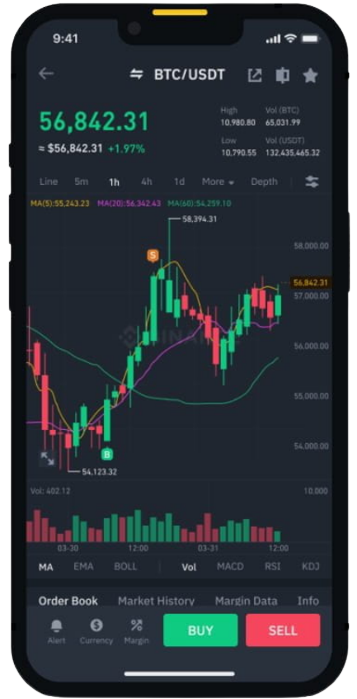 9:41
BTC/USDT
56,842.31
≈ $56,842.31 +1.97%
High
10,980.80
Vol (BTC)
65,031.99
Low
10,790.55
Vol (USDT)
132,435,465.32
Line 5m 1h 4h 1d More Depth
MA(5):55,243.23 MA(20):56,342.43 MA(60):54,259.10
58,394.31
58,000.00
S
56,842.31
57,000.00
BINANCE
56,000.00
55,000.00
B
54,000.00
54,123.32
Vol: 402.12 10,000
03-30 12:00 03-31 12:00
MA EMA BOLL Vol MACD RSI KDJ
Order Book Market History Margin Data Info
Alert Currency Margin BUY SELL